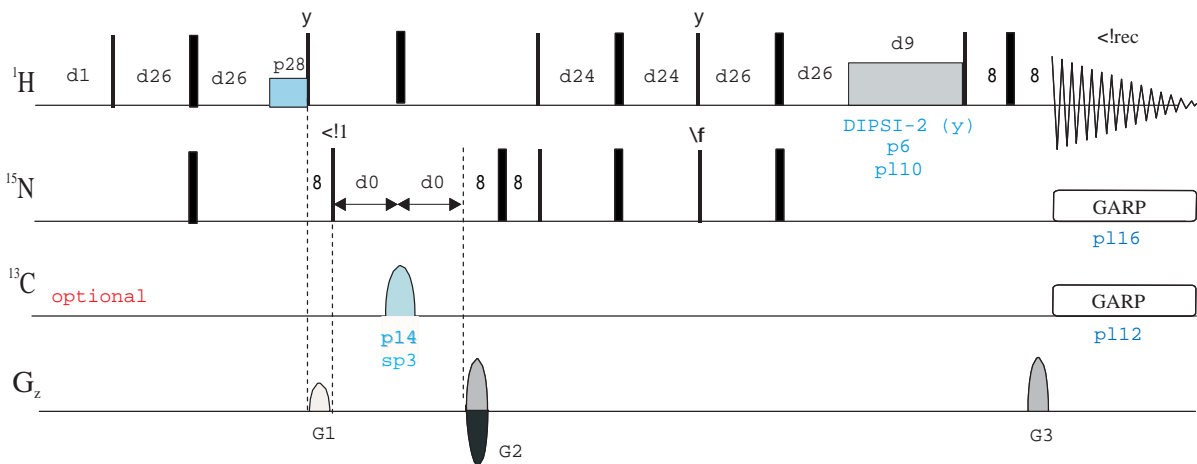 y
y
<!rec
¹H
d1
d26
d26
p28
d24
d24
d26
d26
d9
8
8
DIPSI-2 (y)
p6
pl10
<!1
\f
¹⁵N
8
d0
d0
8
8
GARP
pl16
¹³C
optional
GARP
p14
sp3
pl12
Gz
G1
G2
G3